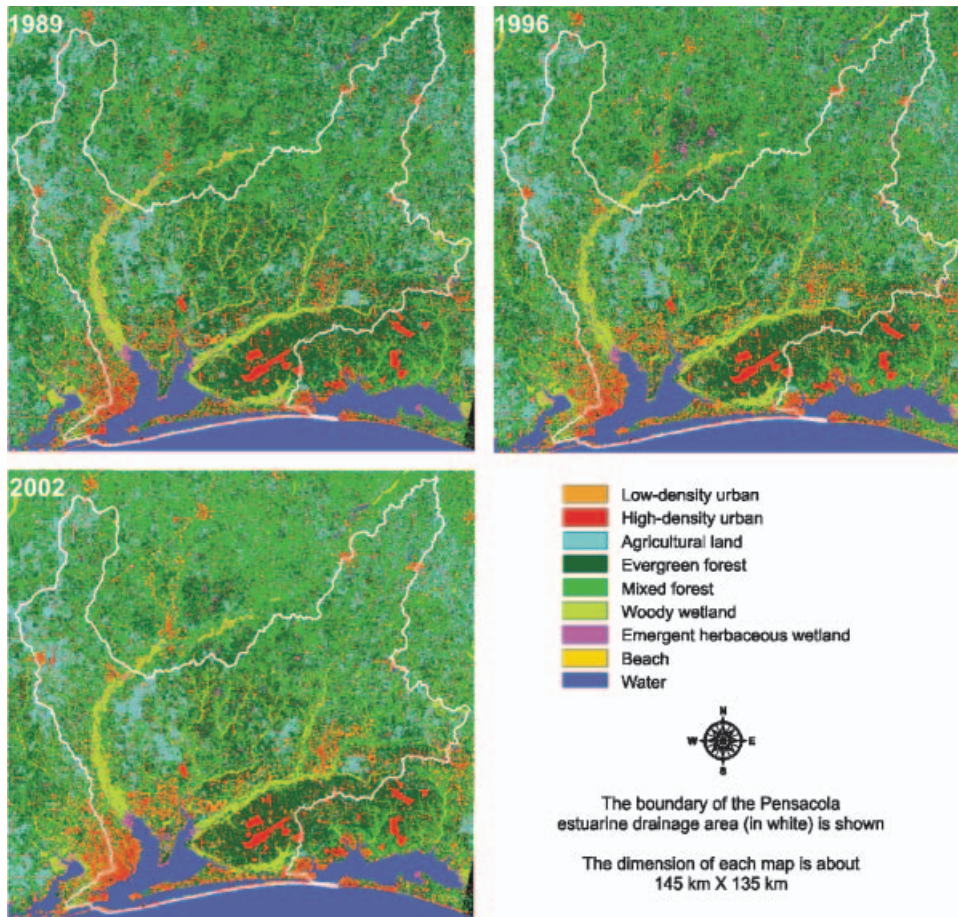 1989
1996
2002
Low-density urban
High-density urban
Agricultural land
Evergreen forest
Mixed forest
Woody wetland
Emergent herbaceous wetland
Beach
Water
N
W E
S
The boundary of the Pensacola
estuarine drainage area (in white) is shown
The dimension of each map is about
145 km X 135 km